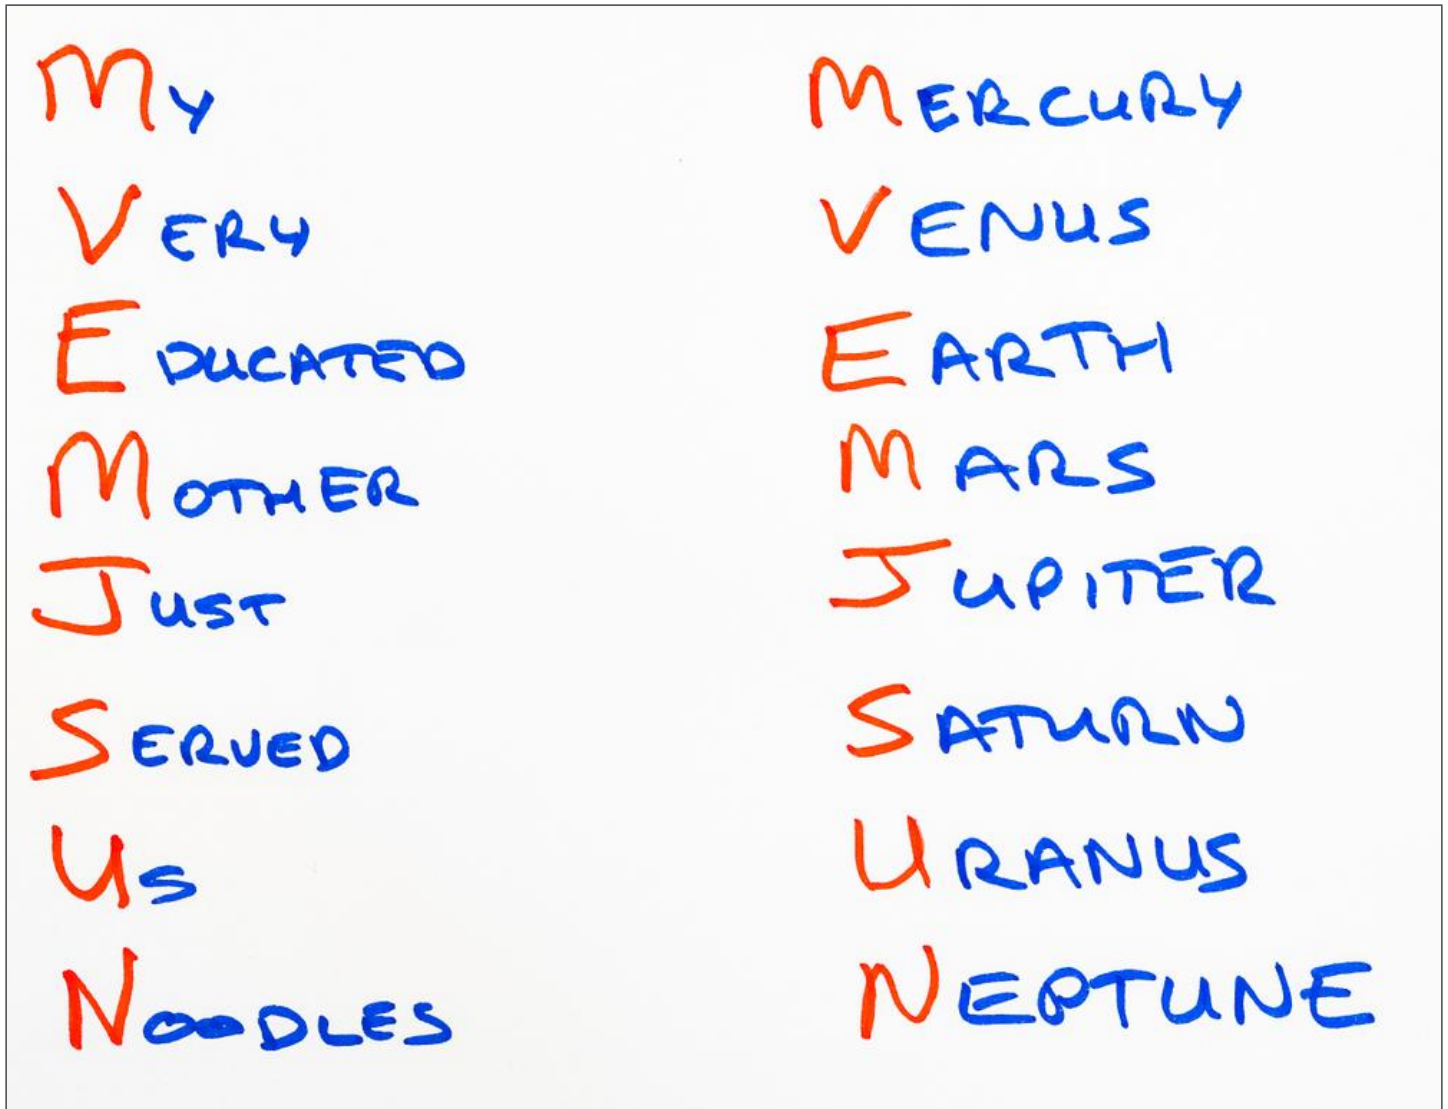 My MERCURY
VERY VENUS
EDUCATED EARTH
MOTHER MARS
JUST JUPITER
SERVED SATURN
US URANUS
NOODLES NEPTUNE